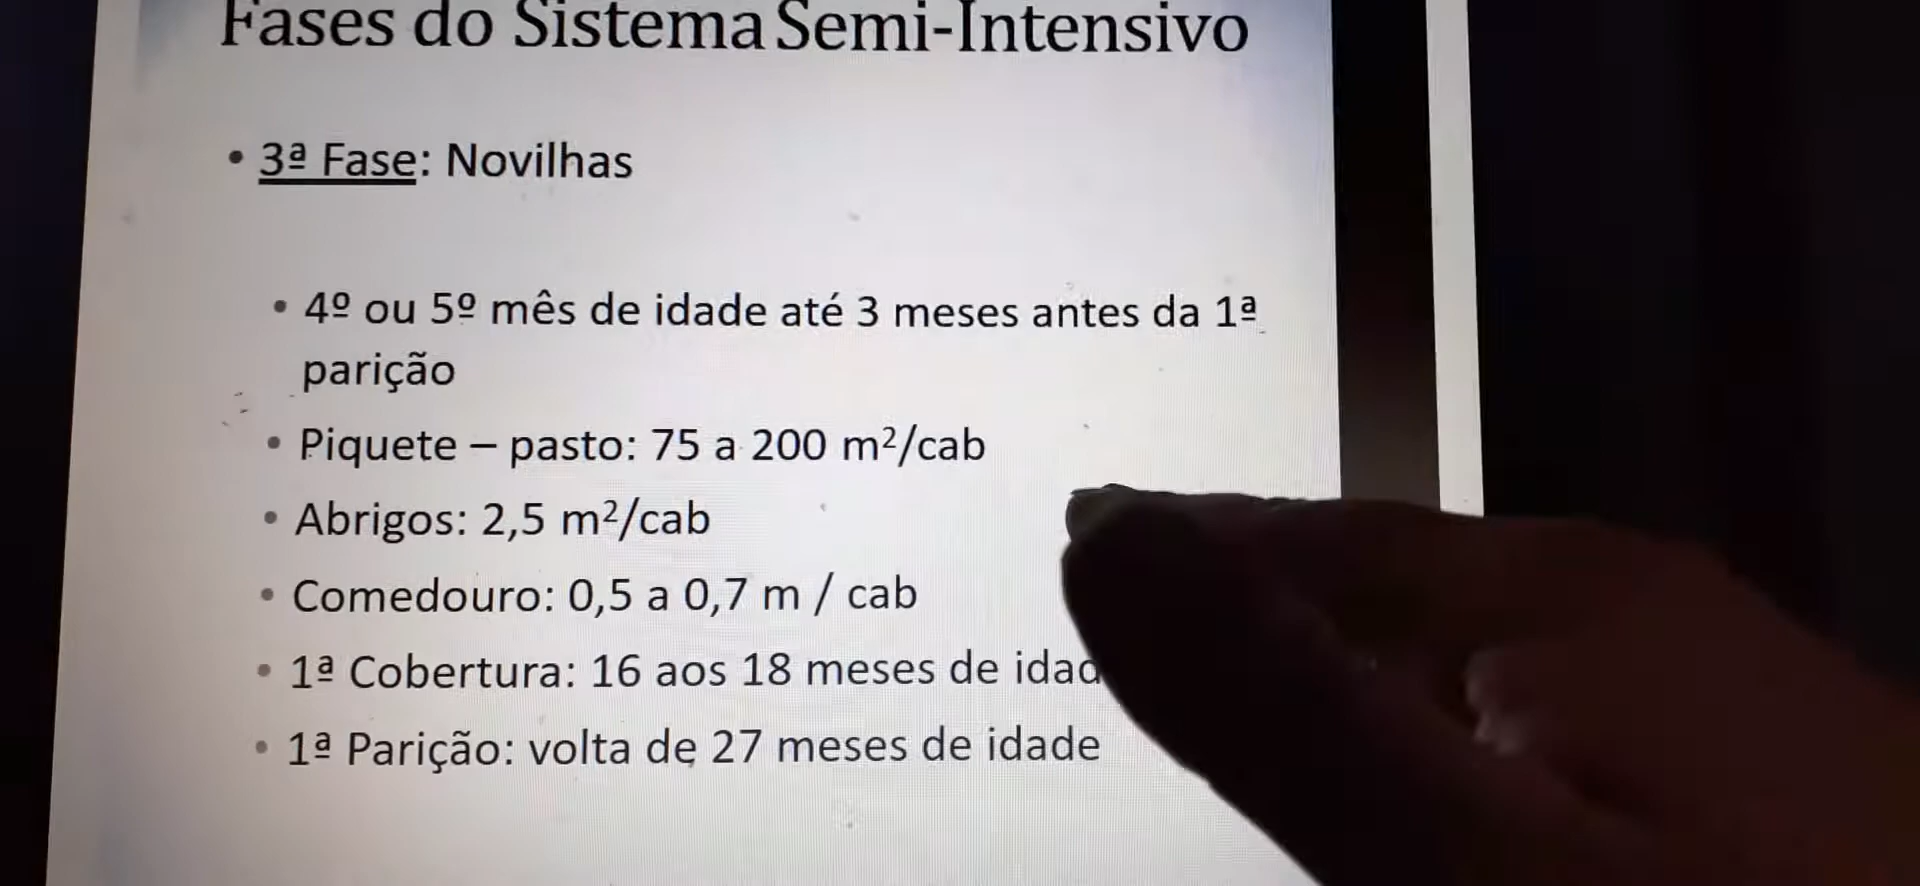 Fases do Sistema Semi-Intensivo
• 3ª Fase: Novilhas
• 4º ou 5º mês de idade até 3 meses antes da 1ª
parição
• Piquete – pasto: 75 a 200 m²/cab
• Abrigos: 2,5 m²/cab
• Comedouro: 0,5 a 0,7 m / cab
• 1ª Cobertura: 16 aos 18 meses de idad
• 1ª Parição: volta de 27 meses de idade